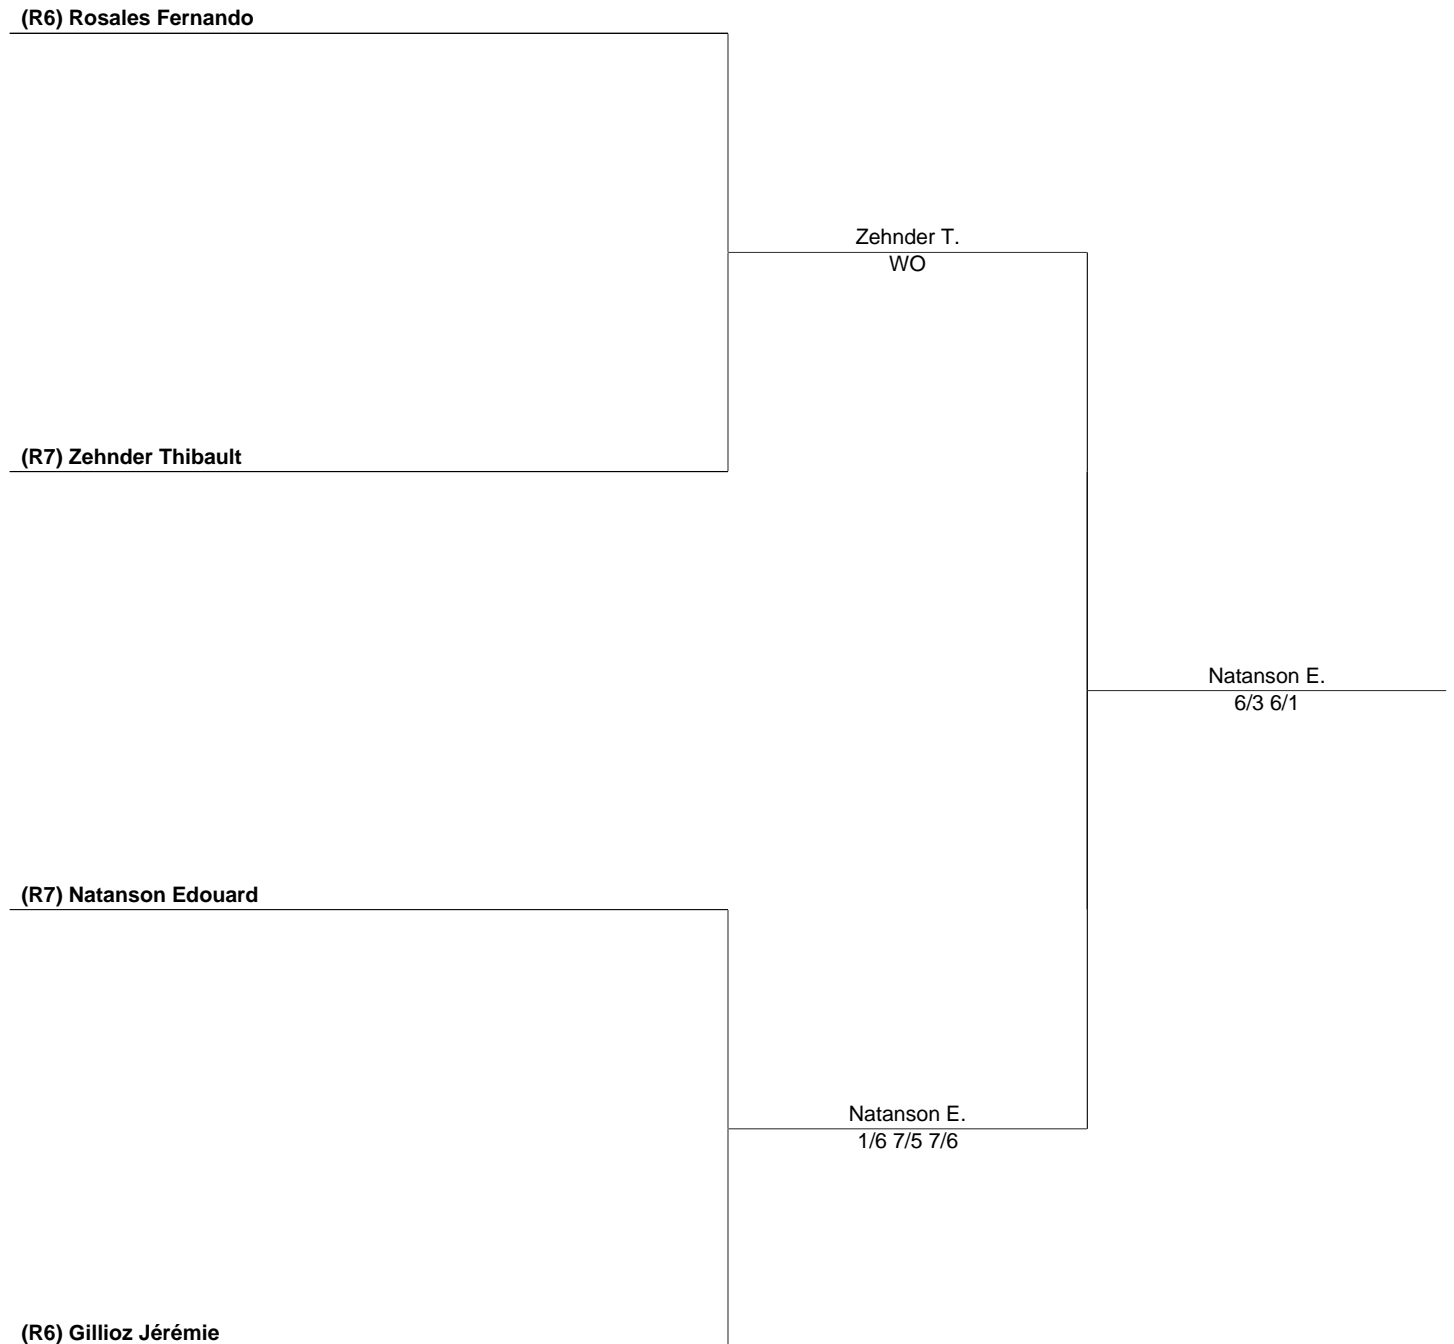 (R6) Rosales Fernando
Zehnder T.
WO
(R7) Zehnder Thibault
Natanson E.
6/3 6/1
(R7) Natanson Edouard
Natanson E.
1/6 7/5 7/6
(R6) Gillioz Jérémie